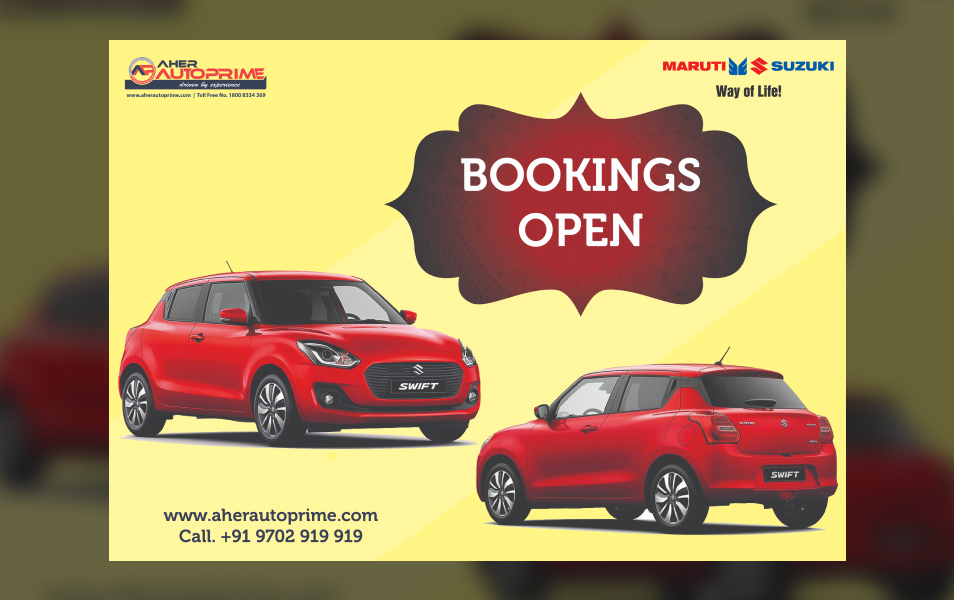 AHER
AUTOPRIME
driven by experience
www.aherautoprime.com | Toll Free No. 1800 8334 369
MARUTI SUZUKI
Way of Life!
BOOKINGS
OPEN
SWIFT
SWIFT
www.aherautoprime.com
Call. +91 9702 919 919